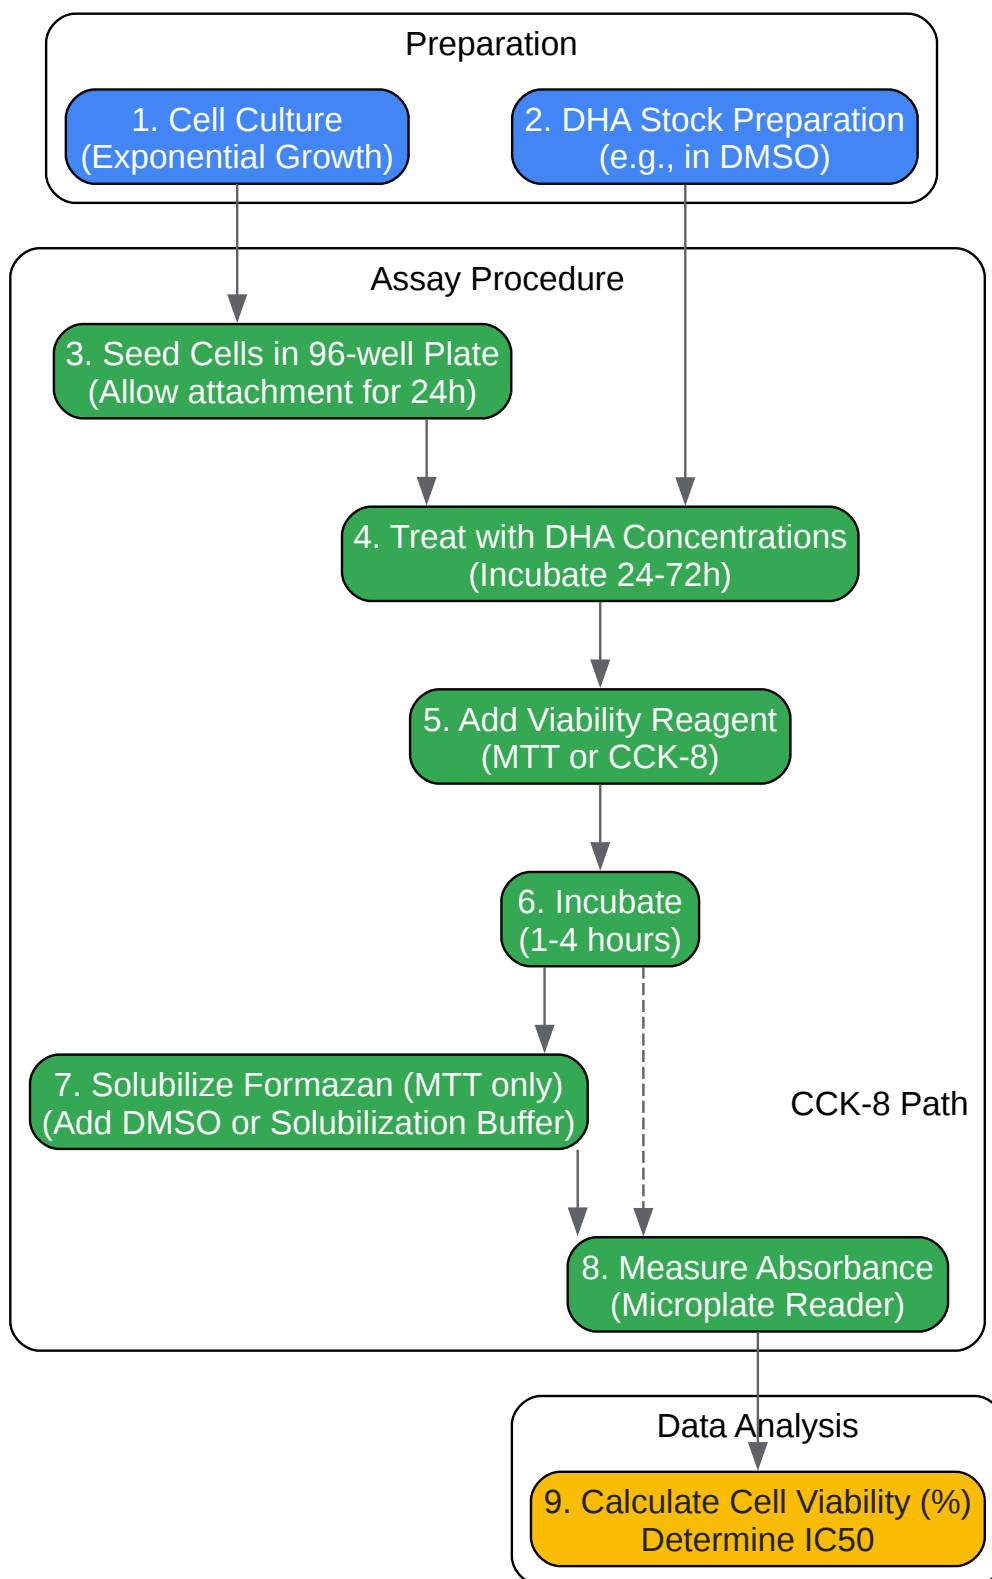 Preparation
1. Cell Culture
(Exponential Growth)
2. DHA Stock Preparation
(e.g., in DMSO)
Assay Procedure
3. Seed Cells in 96-well Plate
(Allow attachment for 24h)
4. Treat with DHA Concentrations
(Incubate 24-72h)
5. Add Viability Reagent
(MTT or CCK-8)
6. Incubate
(1-4 hours)
7. Solubilize Formazan (MTT only)
(Add DMSO or Solubilization Buffer)
CCK-8 Path
8. Measure Absorbance
(Microplate Reader)
Data Analysis
9. Calculate Cell Viability (%)
Determine IC50